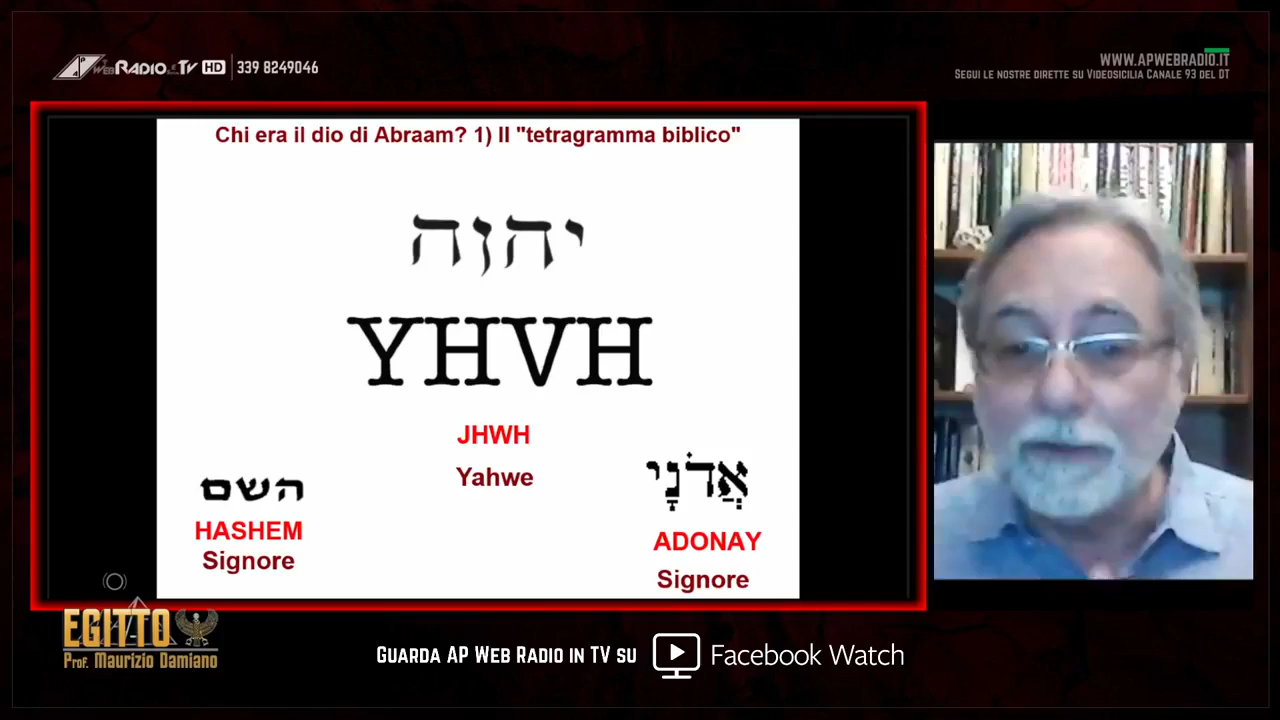 AP WEB RADIO e TV HD 339 8249046
WWW.APWEBRADIO.IT
SEGUI LE NOSTRE DIRETTE SU VIDEOSICILIA CANALE 93 DEL DT
Chi era il dio di Abraam? 1) Il "tetragramma biblico"
יהוה
YHVH
JHWH
Yahwe
השם
HASHEM
Signore
אֲדֹנָי
ADONAY
Signore
EGITTO
Prof. Maurizio Damiano
GUARDA AP WEB RADIO IN TV SU Facebook Watch